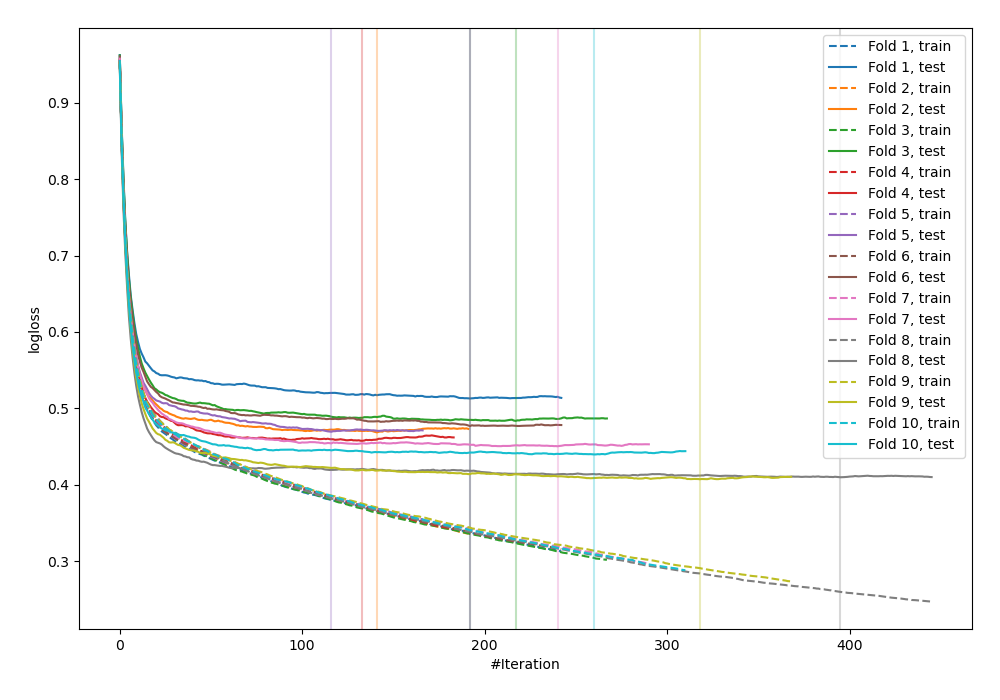 0.9
0.8
0.7
0.6
0.5
0.4
0.3
logloss
0
100
200
300
400
#Iteration
Fold 1, train
Fold 1, test
Fold 2, train
Fold 2, test
Fold 3, train
Fold 3, test
Fold 4, train
Fold 4, test
Fold 5, train
Fold 5, test
Fold 6, train
Fold 6, test
Fold 7, train
Fold 7, test
Fold 8, train
Fold 8, test
Fold 9, train
Fold 9, test
Fold 10, train
Fold 10, test